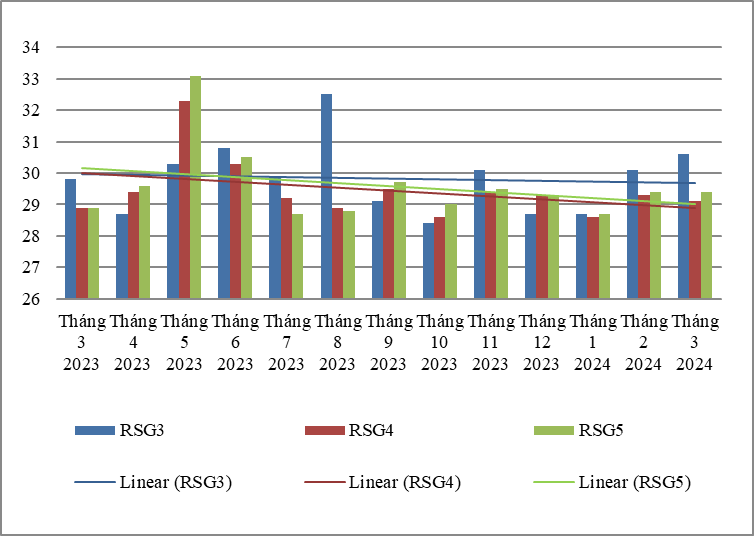 34
33
32
31
30
29
28
27
26
Tháng Tháng Tháng Tháng Tháng Tháng Tháng Tháng Tháng Tháng Tháng Tháng Tháng
3 4 5 6 7 8 9 10 11 12 1 2 3
2023 2023 2023 2023 2023 2023 2023 2023 2023 2023 2024 2024 2024
RSG3 RSG4 RSG5
Linear (RSG3) Linear (RSG4) Linear (RSG5)